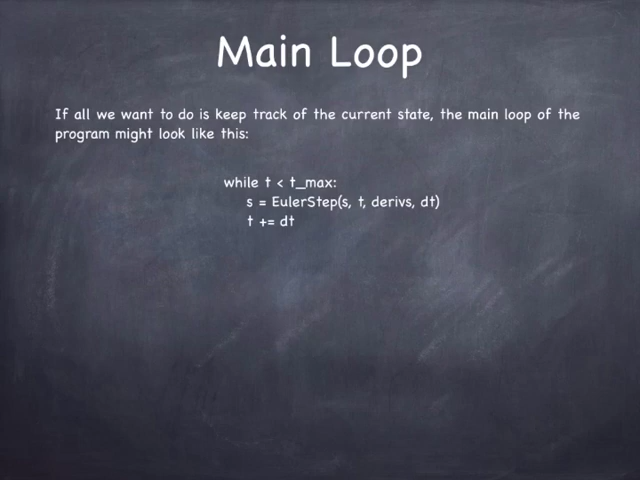 Main Loop
If all we want to do is keep track of the current state, the main loop of the
program might look like this:
while t < t_max:
s = EulerStep(s, t, derivs, dt)
t += dt